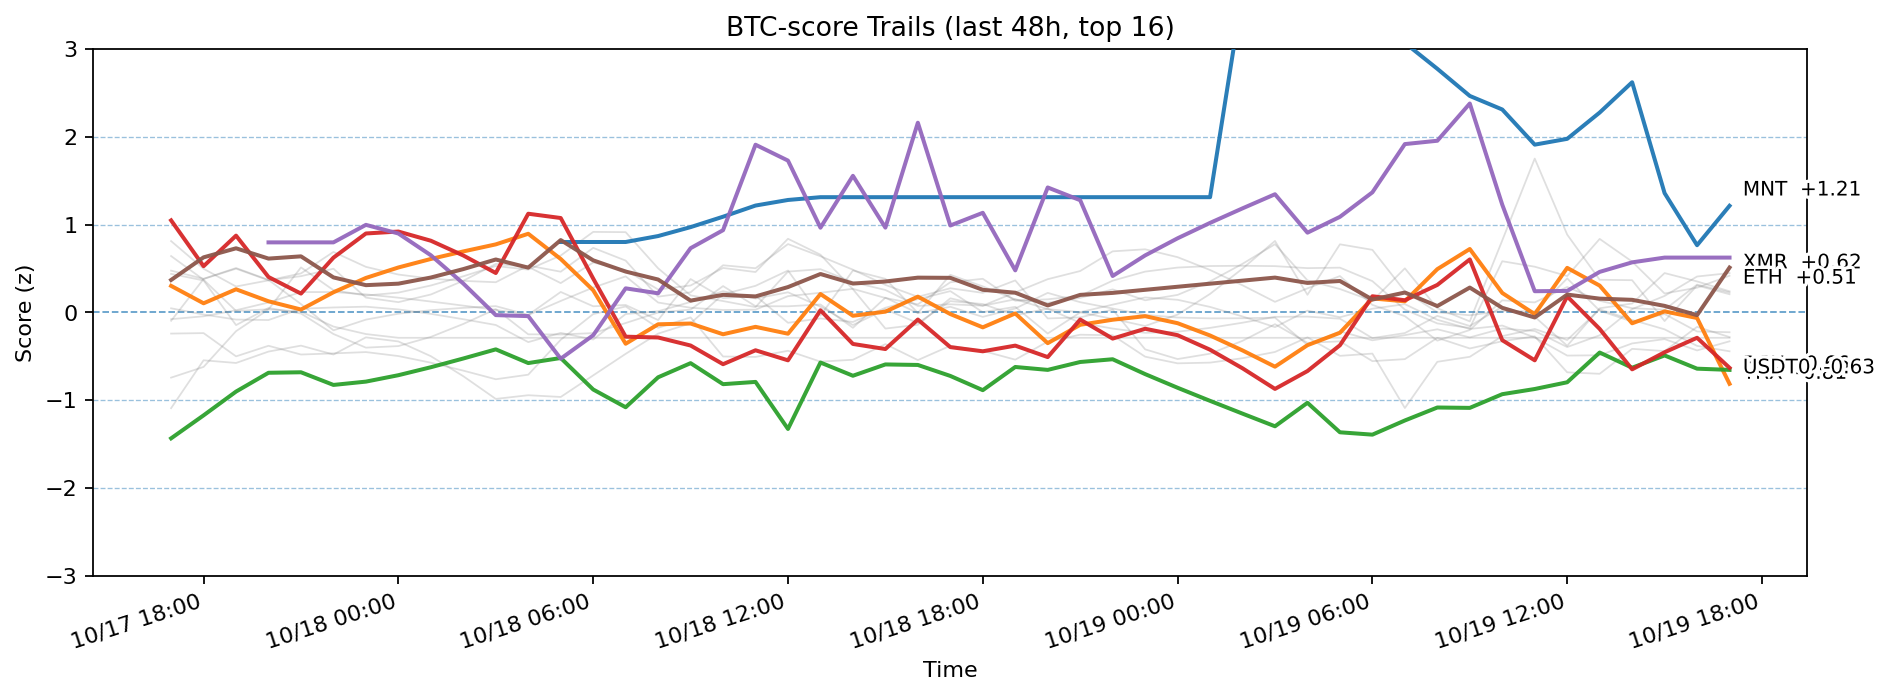 BTC-score Trails (last 48h, top 16)
Score (z)
3
2
1
0
−1
−2
−3
MNT +1.21
XMR +0.62
ETH +0.51
USDT0
10/17 18:00
10/18 00:00
10/18 06:00
10/18 12:00
10/18 18:00
10/19 00:00
10/19 06:00
10/19 12:00
10/19 18:00
Time